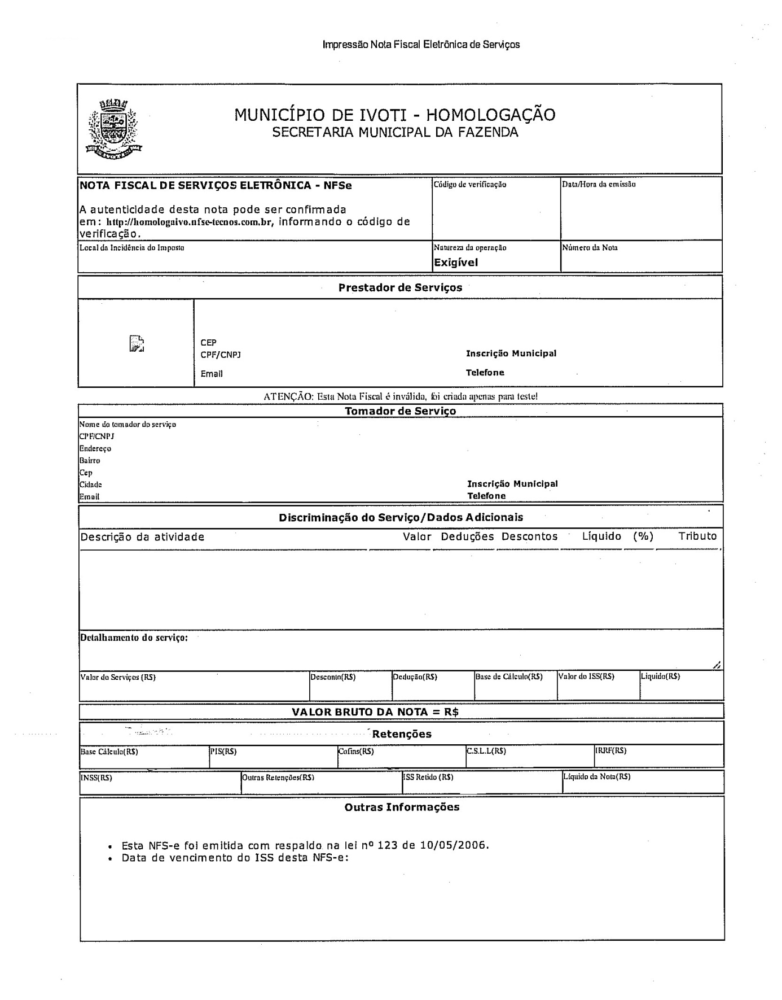 Impressão Nota Fiscal Eletrônica de Serviços
MUNICÍPIO DE IVOTI - HOMOLOGAÇÃO
SECRETARIA MUNICIPAL DA FAZENDA
NOTA FISCAL DE SERVIÇOS ELETRÔNICA - NFSe
A autenticidade desta nota pode ser confirmada
em: http://homologaivo.nfse-tecnos.com.br, informando o código de
verificação.
Código de verificação
Data/Hora da emissão
Local da Incidência do Imposto
Natureza da operação
Exigível
Número da Nota
Prestador de Serviços
CEP
CPF/CNPJ
Inscrição Municipal
Email
Telefone
ATENÇÃO: Esta Nota Fiscal é inválida, foi criada apenas para teste!
Tomador de Serviço
Nome do tomador do serviço
CPF/CNPJ
Endereço
Bairro
Cep
Cidade
Inscrição Municipal
Email
Telefone
Discriminação do Serviço/Dados Adicionais
Descrição da atividade Valor Deduções Descontos Líquido (%) Tributo
Detalhamento do serviço:
Valor do Serviços (R$) Desconto(R$) Dedução(R$) Base de Cálculo(R$) Valor do ISS(R$) Liquido(R$)
VALOR BRUTO DA NOTA = R$
Retenções
Base Cálculo(R$) PIS(R$) Cofins(R$) C.S.L.L(R$) IRRF(R$)
INSS(R$) Outras Retenções(R$) ISS Retido (R$) Líquido da Nota(R$)
Outras Informações
• Esta NFS-e foi emitida com respaldo na lei nº 123 de 10/05/2006.
• Data de vencimento do ISS desta NFS-e: